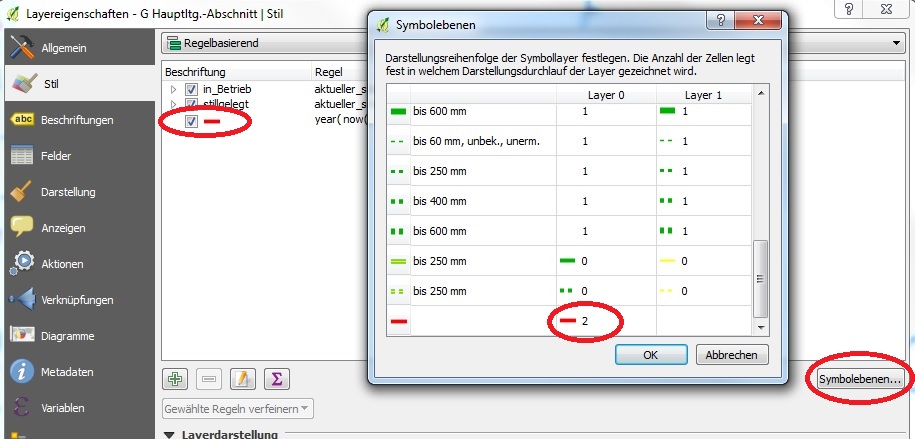 Layereigenschaften - G Hauptltg.-Abschnitt | Stil
Allgemein
Stil
abc Beschriftungen
Felder
Darstellung
Anzeigen
Aktionen
Verknüpfungen
Diagramme
Metadaten
Variablen
Regelbasierend
Beschriftung Regel
in_Betrieb aktueller_s
stillgelegt aktueller_s
year( now(
Gewählte Regeln verfeinern
Layerdarstellung
Symbolebenen...
Symbolebenen
Darstellungsreihenfolge der Symbollayer festlegen. Die Anzahl der Zellen legt
fest in welchem Darstellungsdurchlauf der Layer gezeichnet wird.
Layer 0 Layer 1
bis 600 mm 1 1
bis 60 mm, unbek., unerm. 1 1
bis 250 mm 1 1
bis 400 mm 1 1
bis 600 mm 1 1
bis 250 mm 0 0
bis 250 mm 0 0
2
OK Abbrechen